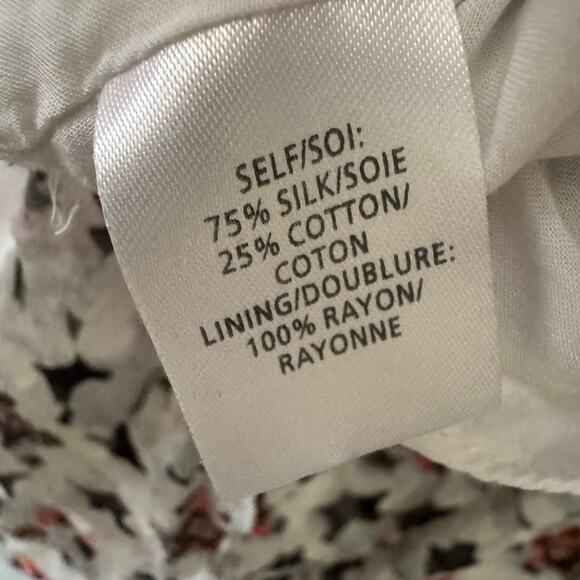 SELF/SOI:
75% SILK/SOIE
25% COTTON/
COTON
LINING/DOUBLURE:
100% RAYON/
RAYONNE